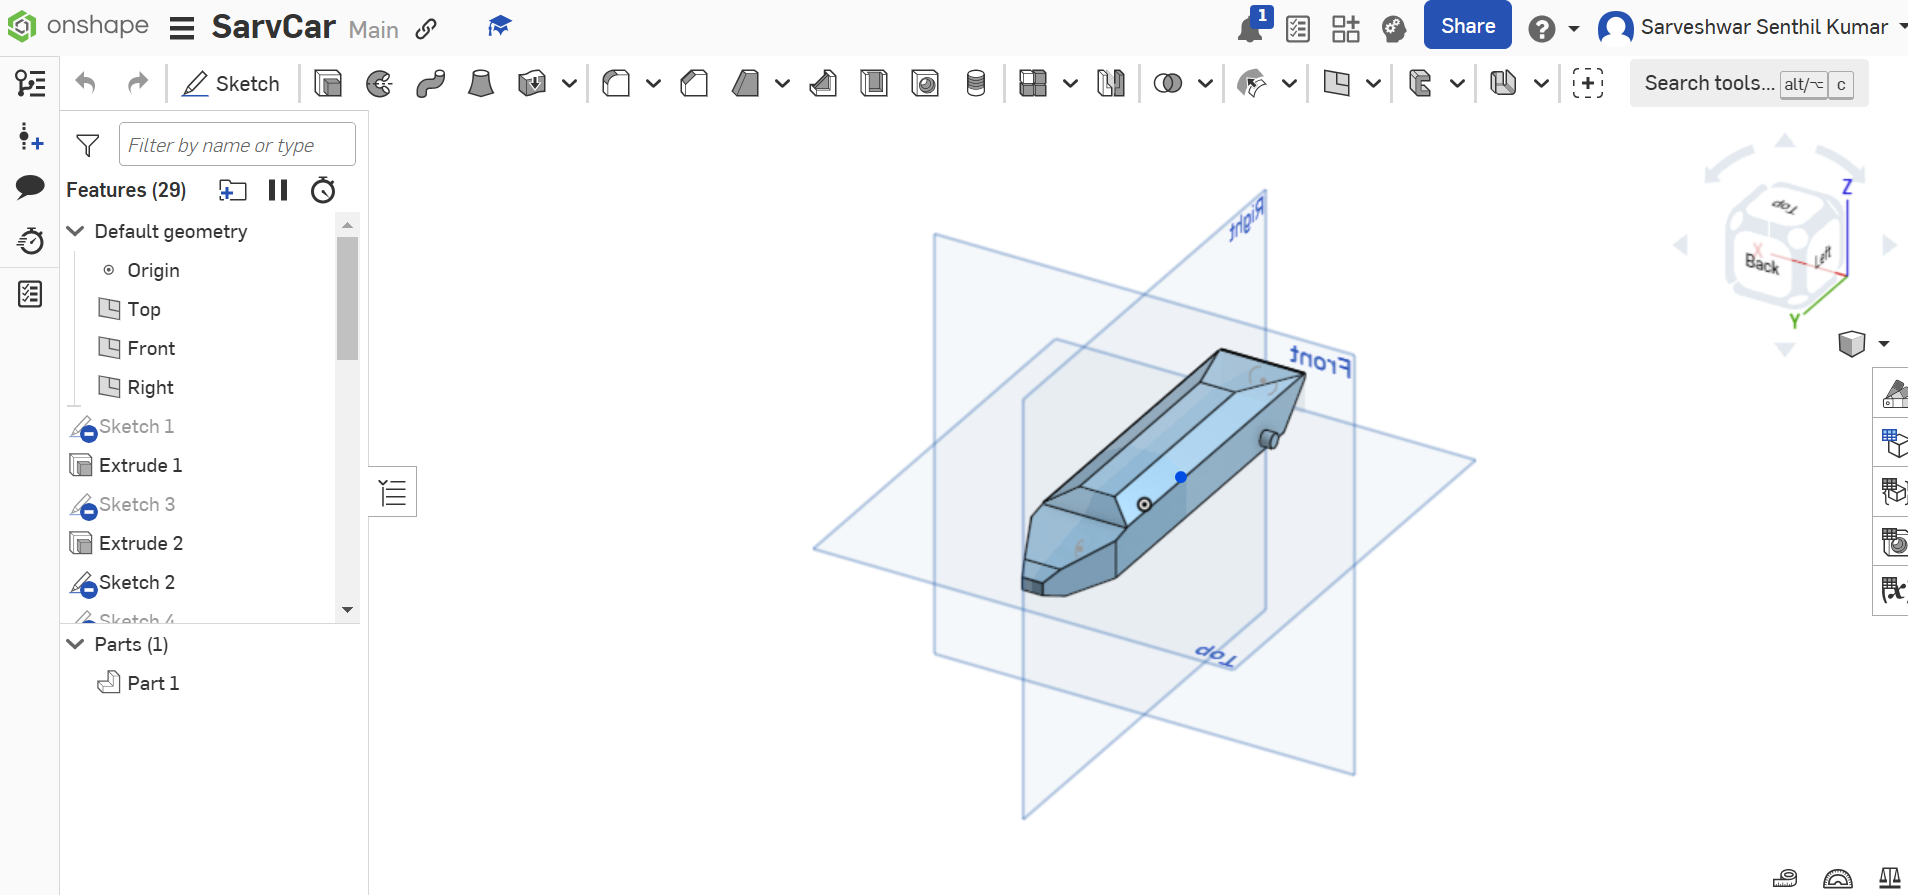 onshape SarvCar Main 1 Share Sarveshwar Senthil Kumar
Sketch Search tools... alt/⌥ c
Filter by name or type
Features (29)
Default geometry
Origin
Top
Front
Right
Sketch 1
Extrude 1
Sketch 3
Extrude 2
Sketch 2
Sketch 4
Parts (1)
Part 1
Right
Front
Top
Z
Top
X
Back
Left
Y